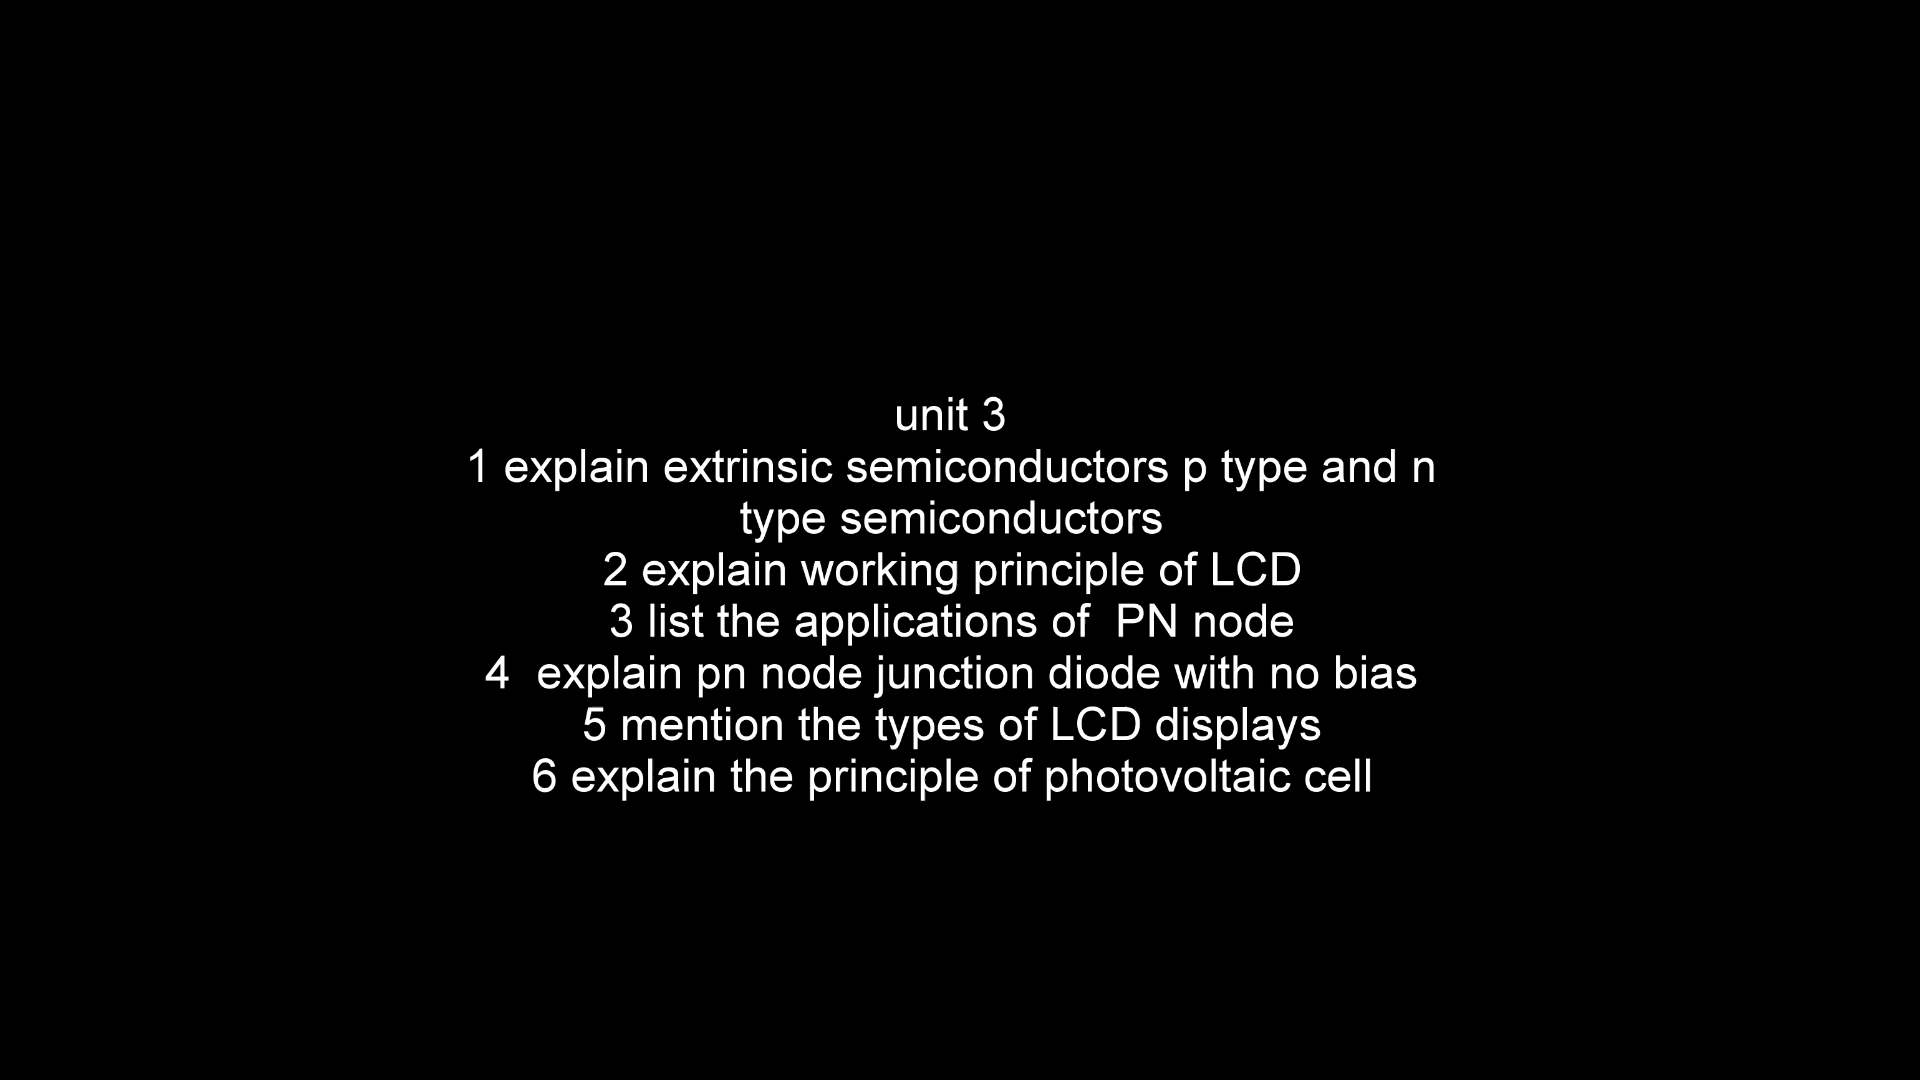 unit 3
1 explain extrinsic semiconductors p type and n
type semiconductors
2 explain working principle of LCD
3 list the applications of  PN node
4  explain pn node junction diode with no bias
5 mention the types of LCD displays
6 explain the principle of photovoltaic cell